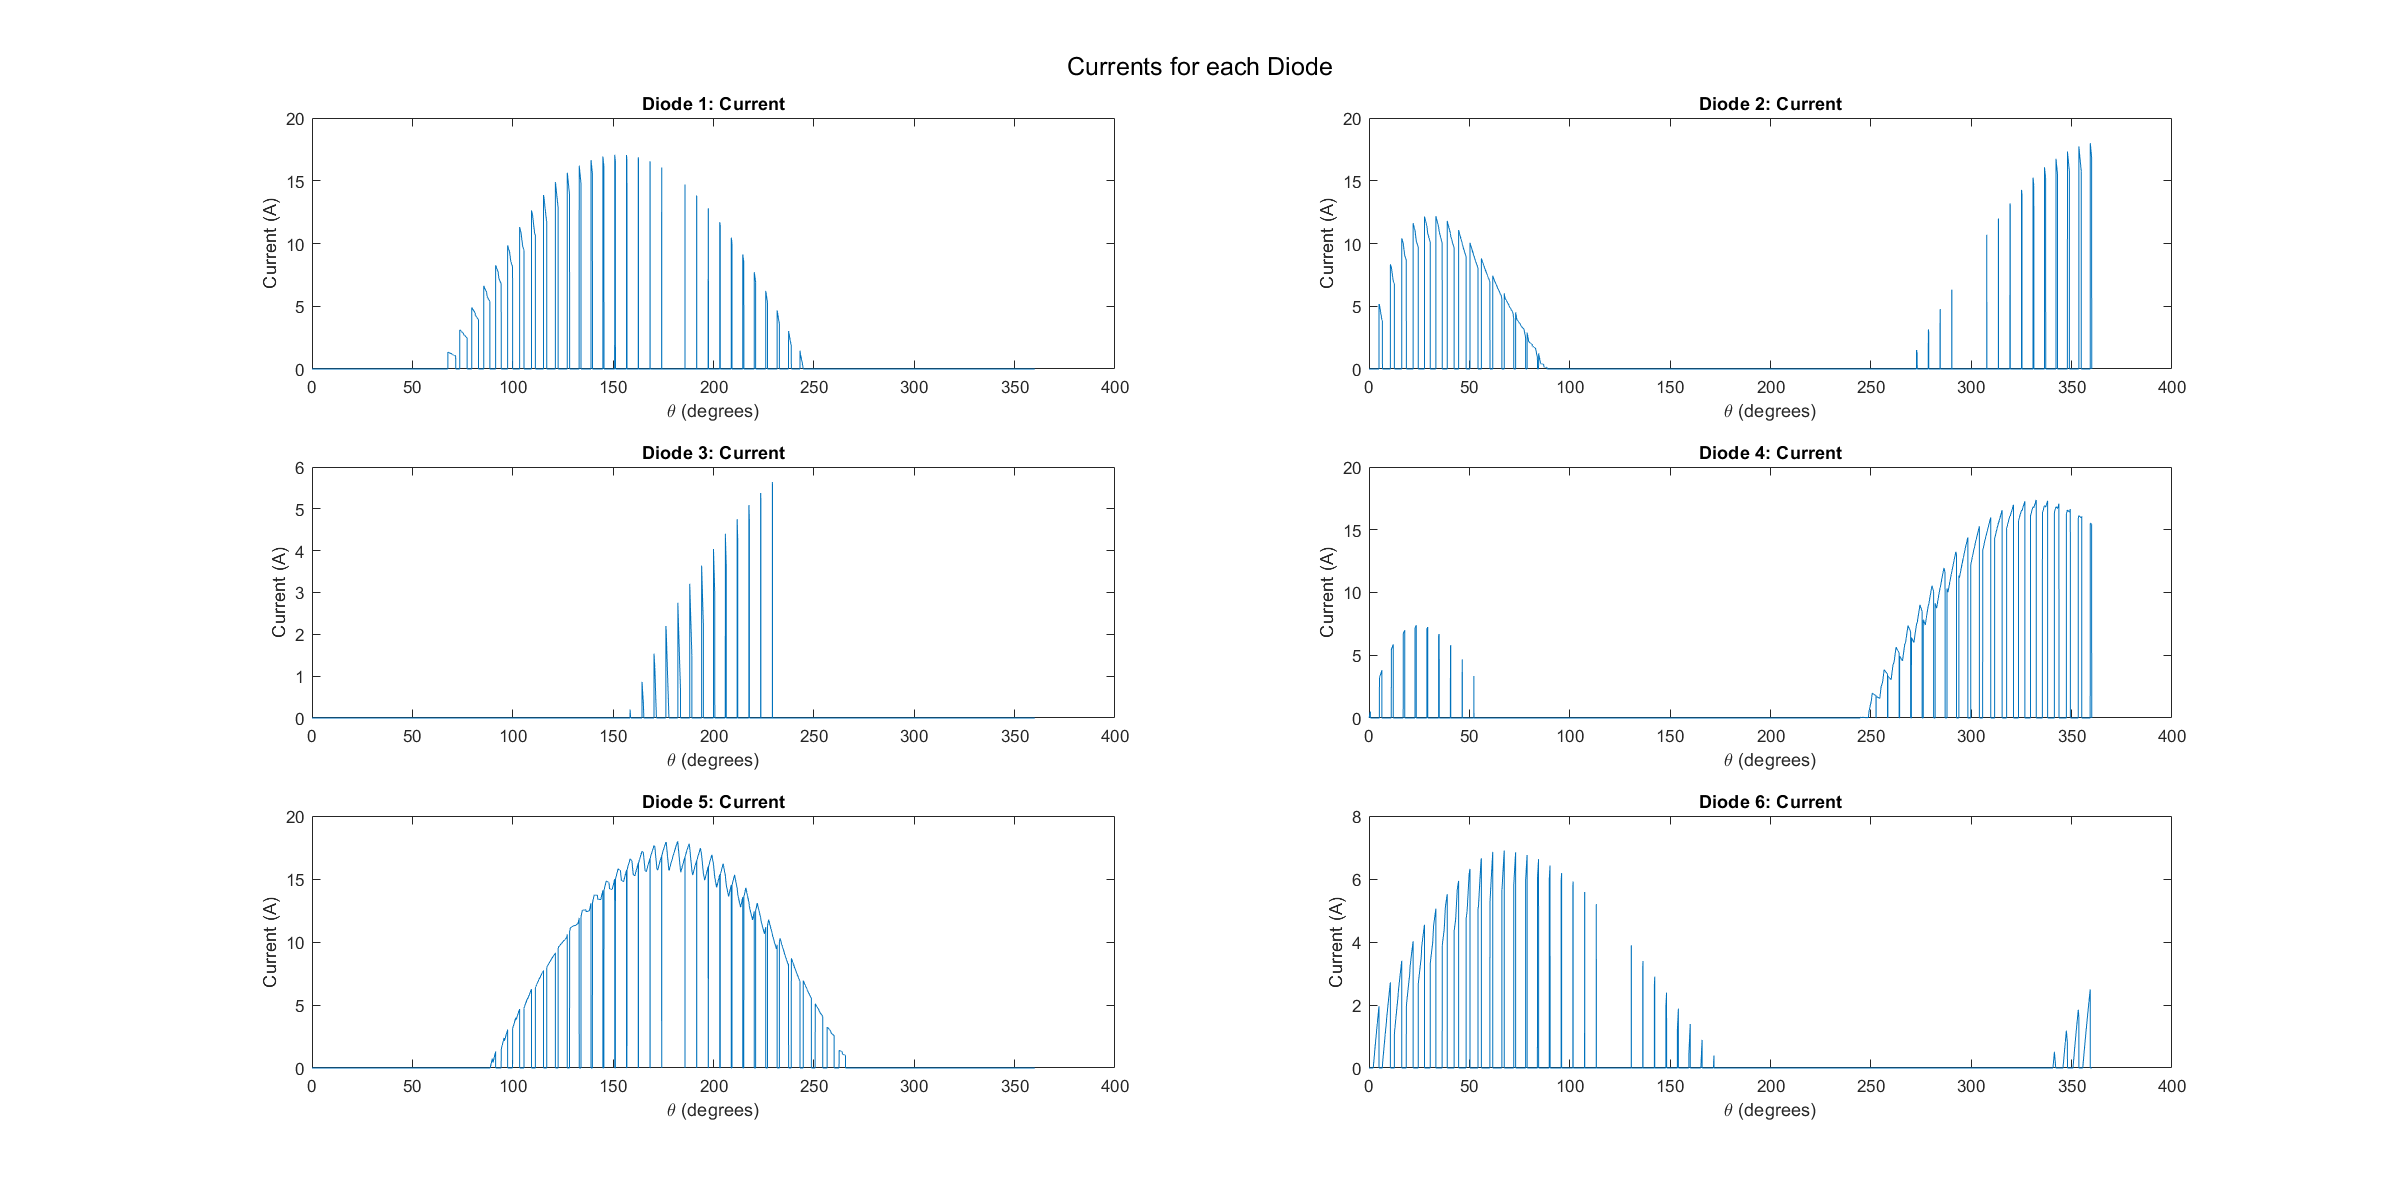 Currents for each Diode
Diode 1: Current
20
15
10
5
0
Current (A)
0 50 100 150 200 250 300 350 400
θ (degrees)
Diode 2: Current
20
15
10
5
0
Current (A)
0 50 100 150 200 250 300 350 400
θ (degrees)
Diode 3: Current
6
5
4
3
2
1
0
Current (A)
0 50 100 150 200 250 300 350 400
θ (degrees)
Diode 4: Current
20
15
10
5
0
Current (A)
0 50 100 150 200 250 300 350 400
θ (degrees)
Diode 5: Current
20
15
10
5
0
Current (A)
0 50 100 150 200 250 300 350 400
θ (degrees)
Diode 6: Current
8
6
4
2
0
Current (A)
0 50 100 150 200 250 300 350 400
θ (degrees)